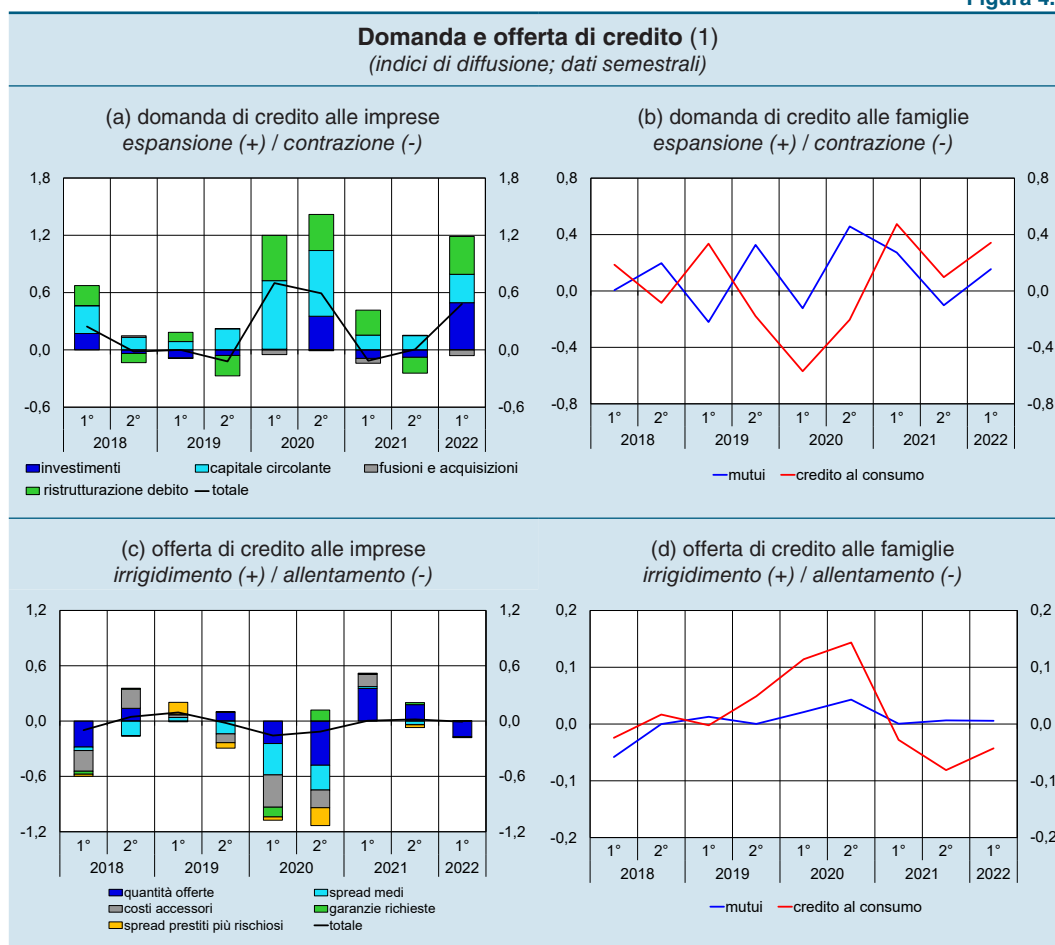 Figura 4.
Domanda e offerta di credito (1)
(indici di diffusione; dati semestrali)
(a) domanda di credito alle imprese
espansione (+) / contrazione (-)
1,8 1,8
1,2 1,2
0,6 0,6
0,0 0,0
-0,6 -0,6
1° 2° 1° 2° 1° 2° 1° 2° 1°
2018 2019 2020 2021 2022
investimenti capitale circolante fusioni e acquisizioni
ristrutturazione debito totale
(b) domanda di credito alle famiglie
espansione (+) / contrazione (-)
0,8 0,8
0,4 0,4
0,0 0,0
-0,4 -0,4
-0,8 -0,8
1° 2° 1° 2° 1° 2° 1° 2° 1°
2018 2019 2020 2021 2022
mutui credito al consumo
(c) offerta di credito alle imprese
irrigidimento (+) / allentamento (-)
1,2 1,2
0,6 0,6
0,0 0,0
-0,6 -0,6
-1,2 -1,2
1° 2° 1° 2° 1° 2° 1° 2° 1°
2018 2019 2020 2021 2022
quantità offerte spread medi
costi accessori garanzie richieste
spread prestiti più rischiosi totale
(d) offerta di credito alle famiglie
irrigidimento (+) / allentamento (-)
0,2 0,2
0,1 0,1
0,0 0,0
-0,1 -0,1
-0,2 -0,2
1° 2° 1° 2° 1° 2° 1° 2° 1°
2018 2019 2020 2021 2022
mutui credito al consumo